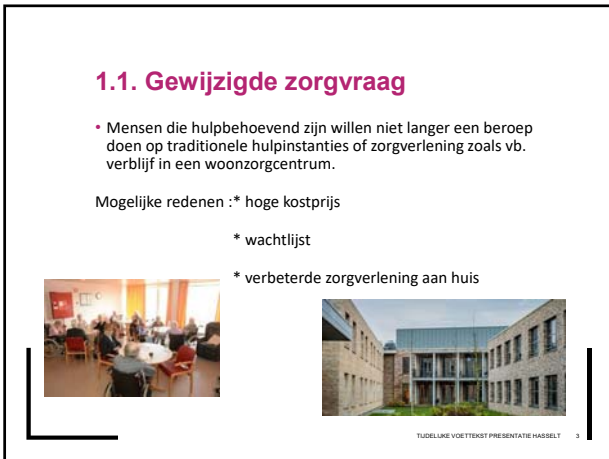 1.1. Gewijzigde zorgvraag
• Mensen die hulpbehoevend zijn willen niet langer een beroep
doen op traditionele hulpinstanties of zorgverlening zoals vb.
verblijf in een woonzorgcentrum.
Mogelijke redenen :* hoge kostprijs
* wachtlijst
* verbeterde zorgverlening aan huis
TIJDELIJKE VOETTEKST PRESENTATIE HASSELT 3